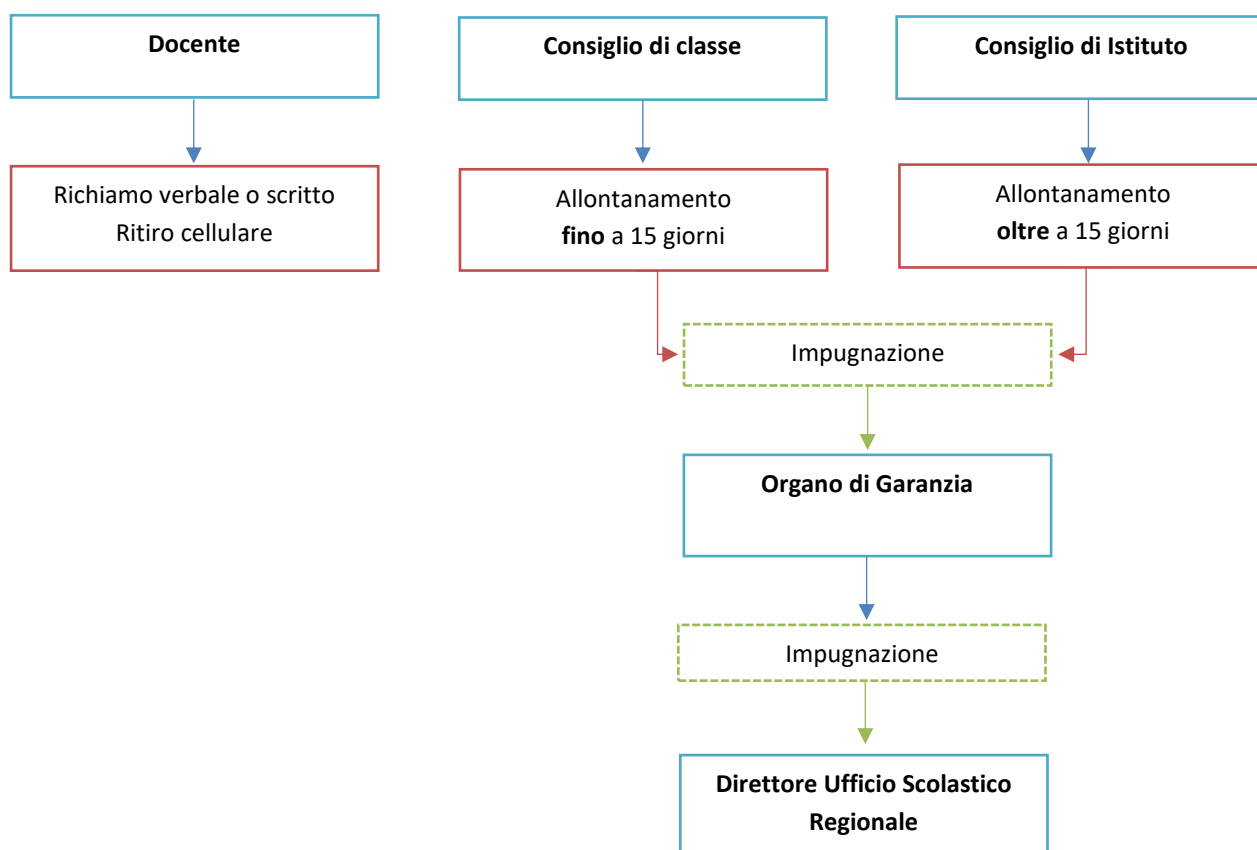 Docente
Consiglio di classe
Consiglio di Istituto
Richiamo verbale o scritto
Ritiro cellulare
Allontanamento
fino a 15 giorni
Allontanamento
oltre a 15 giorni
Impugnazione
Organo di Garanzia
Impugnazione
Direttore Ufficio Scolastico
Regionale